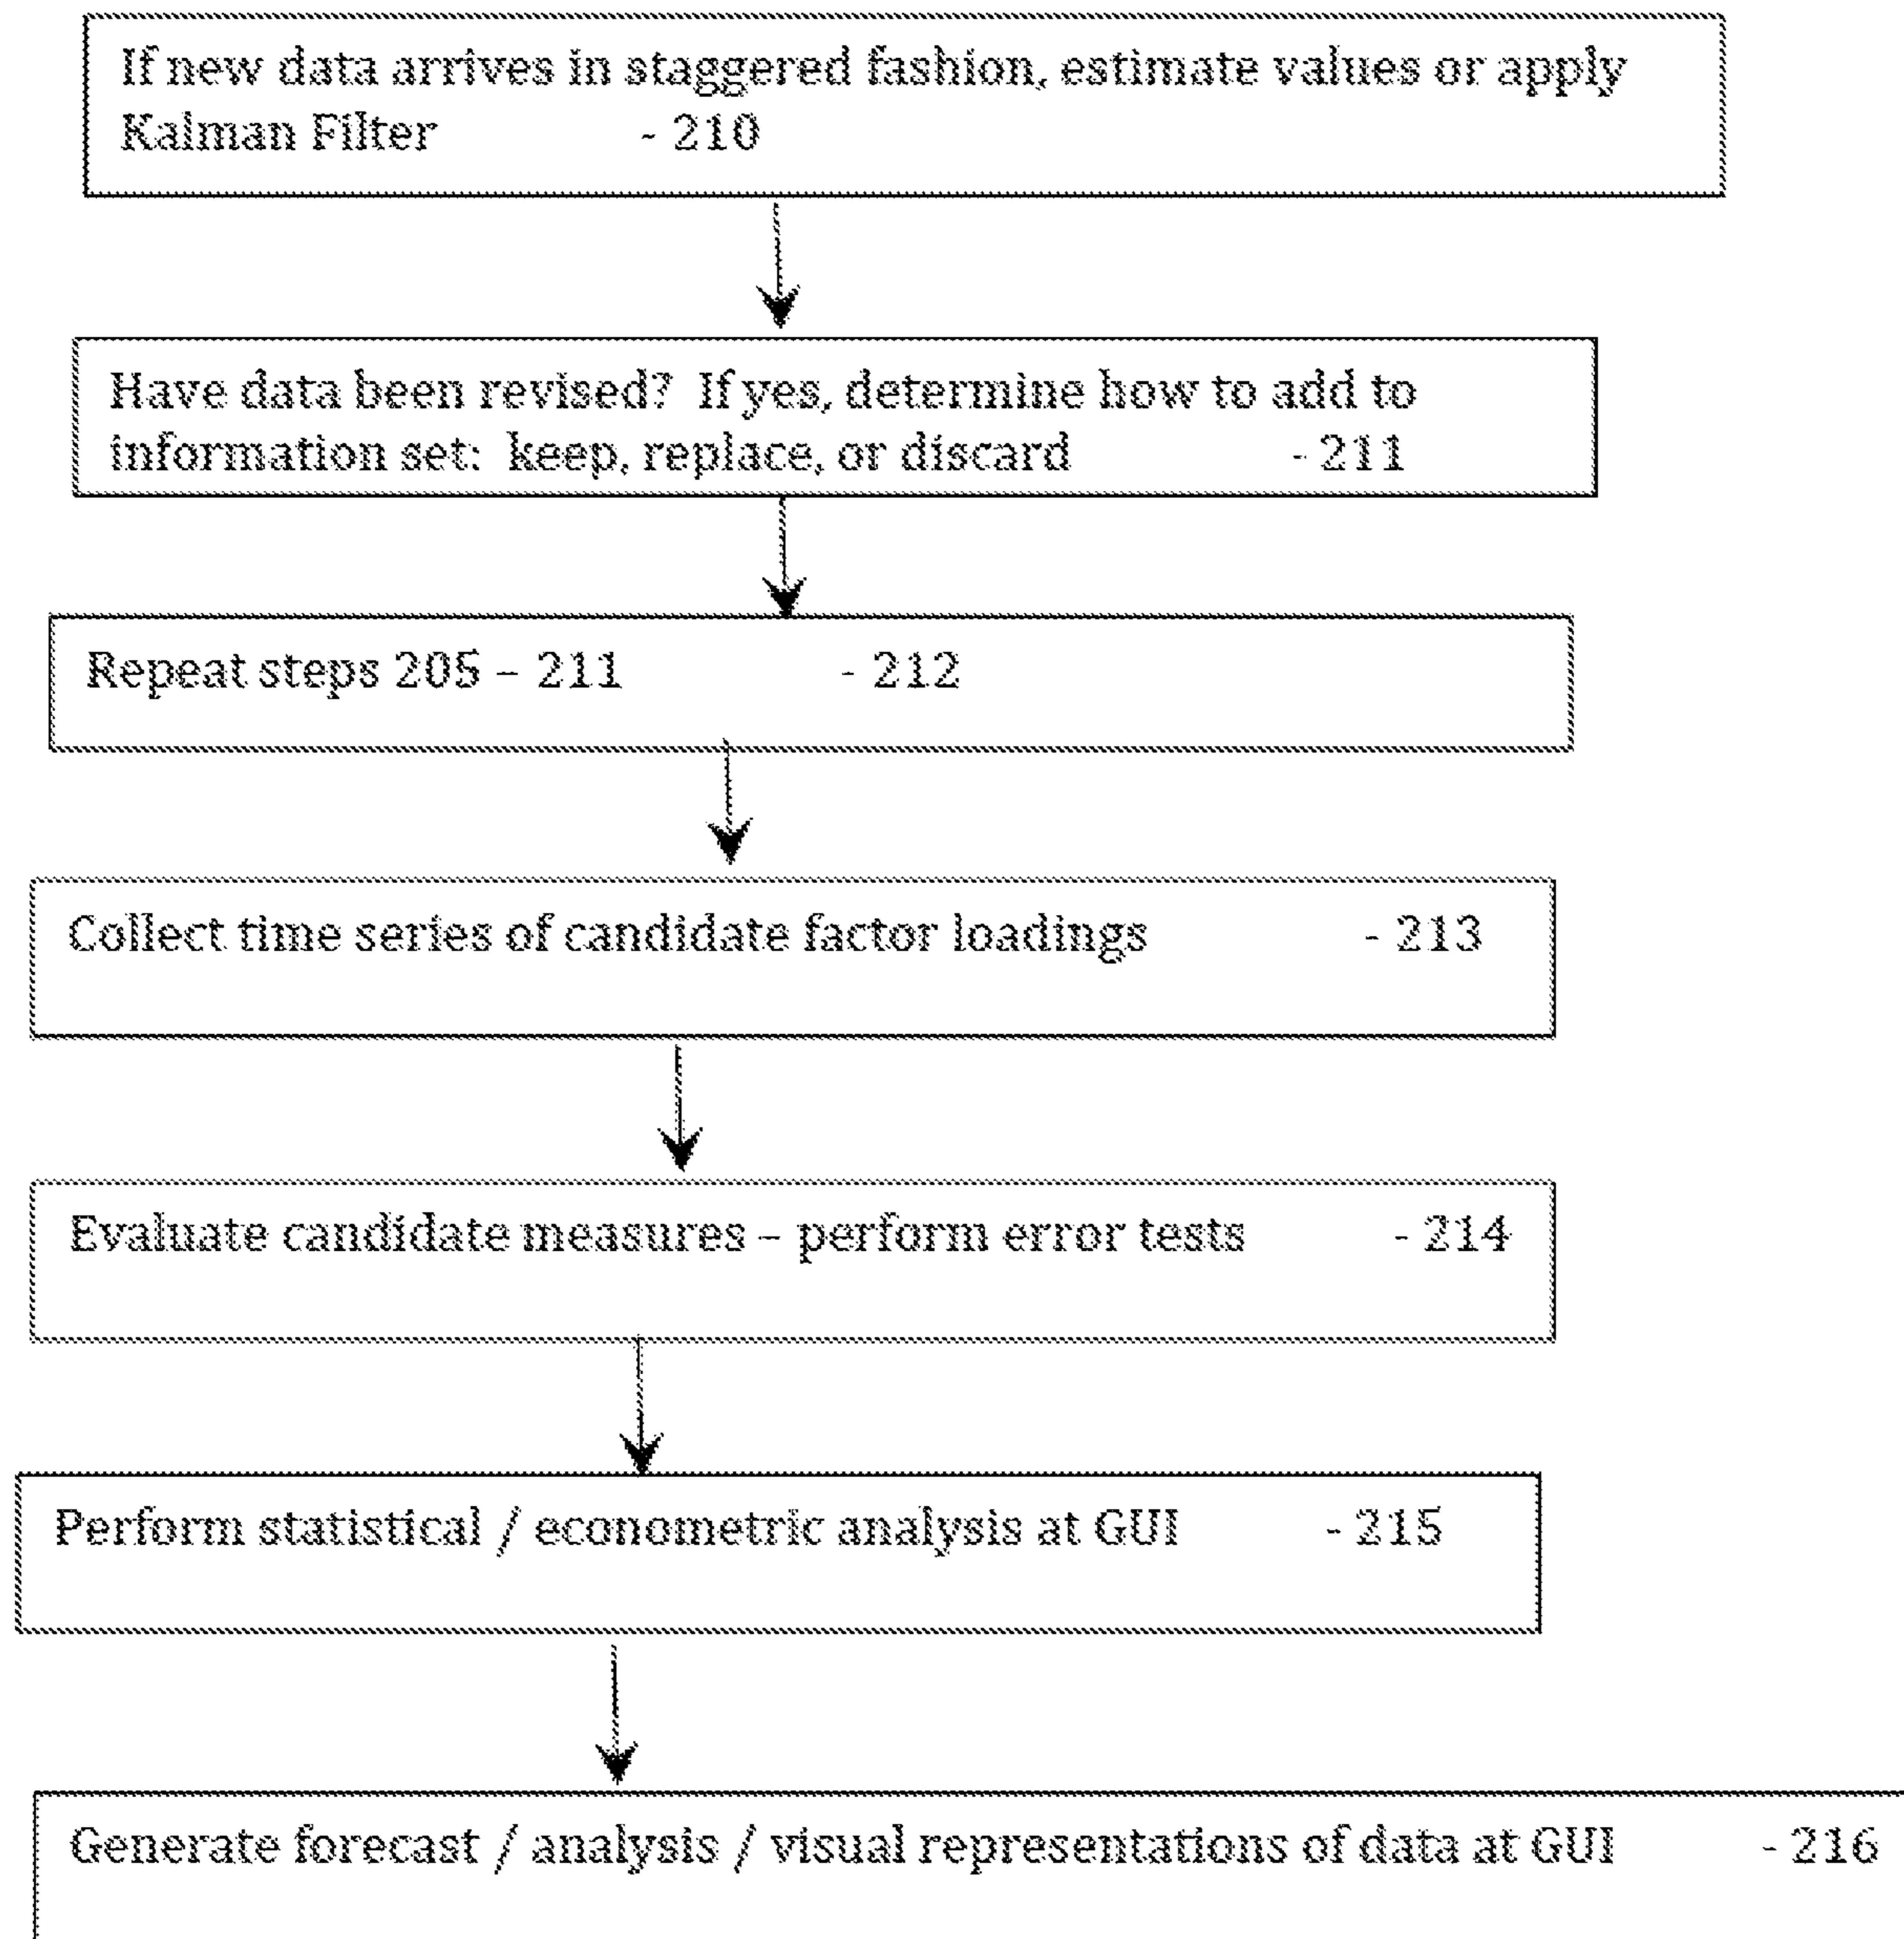 If new data arrives in staggered fashion, estimate values or apply
Kalman Filter - 210
Have data been revised? If yes, determine how to add to
information set: keep, replace, or discard - 211
Repeat steps 205 – 211 - 212
Collect time series of candidate factor loadings - 213
Evaluate candidate measures – perform error tests - 214
Perform statistical / econometric analysis at GUI - 215
Generate forecast / analysis / visual representations of data at GUI - 216